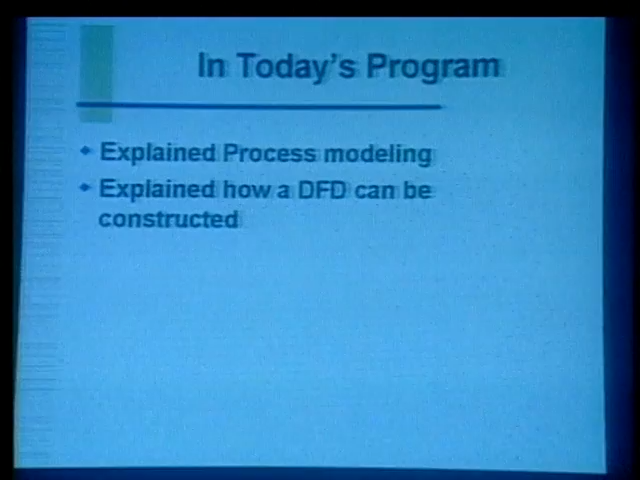 In Today's Program
Explained Process modeling
Explained how a DFD can be
constructed